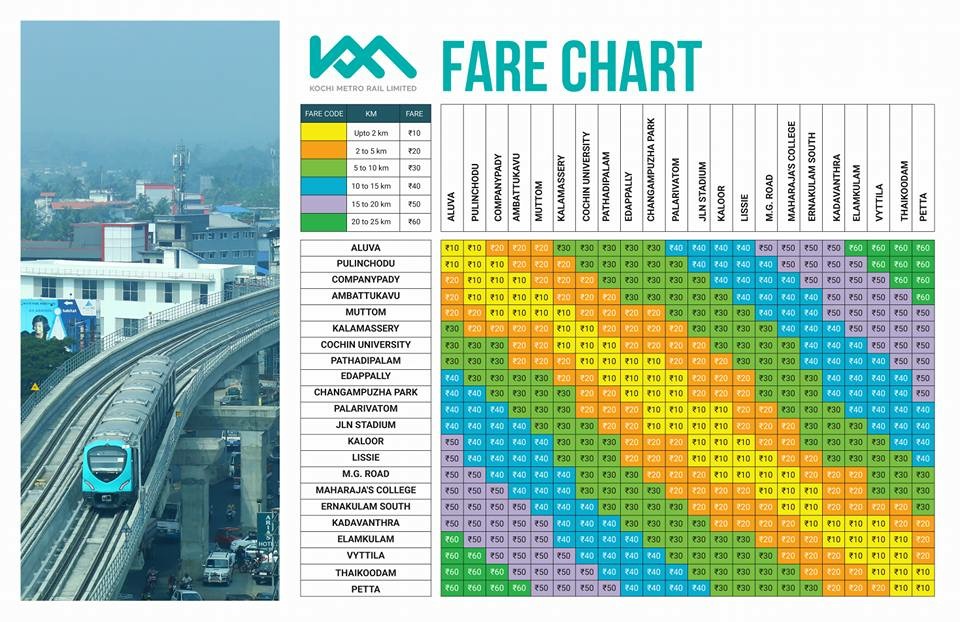 KOCHI METRO RAIL LIMITED
FARE CHART
FARE CODE KM FARE
Upto 2 km ₹10
2 to 5 km ₹20
5 to 10 km ₹30
10 to 15 km ₹40
15 to 20 km ₹50
20 to 25 km ₹60
ALUVA PULINCHODU COMPANYPADY AMBATTUKAVU MUTTOM KALAMASSERY COCHIN UNIVERSITY PATHADIPALAM EDAPPALLY CHANGAMPUZHA PARK PALARIVATOM JLN STADIUM KALOOR LISSIE M.G. ROAD MAHARAJA'S COLLEGE ERNAKULAM SOUTH KADAVANTHRA ELAMKULAM VYTTILA THAIKOODAM PETTA
ALUVA ₹10 ₹10 ₹20 ₹20 ₹20 ₹30 ₹30 ₹30 ₹30 ₹30 ₹40 ₹40 ₹40 ₹40 ₹50 ₹50 ₹50 ₹50 ₹60 ₹60 ₹60 ₹60
PULINCHODU ₹10 ₹10 ₹10 ₹20 ₹20 ₹20 ₹30 ₹30 ₹30 ₹30 ₹30 ₹40 ₹40 ₹40 ₹40 ₹50 ₹50 ₹50 ₹50 ₹60 ₹60 ₹60
COMPANYPADY ₹20 ₹10 ₹10 ₹10 ₹20 ₹20 ₹20 ₹30 ₹30 ₹30 ₹30 ₹30 ₹40 ₹40 ₹40 ₹40 ₹50 ₹50 ₹50 ₹50 ₹60 ₹60
AMBATTUKAVU ₹20 ₹10 ₹10 ₹10 ₹10 ₹20 ₹20 ₹20 ₹30 ₹30 ₹30 ₹30 ₹30 ₹40 ₹40 ₹40 ₹40 ₹50 ₹50 ₹50 ₹50 ₹60
MUTTOM ₹20 ₹20 ₹10 ₹10 ₹10 ₹10 ₹20 ₹20 ₹20 ₹20 ₹30 ₹30 ₹30 ₹30 ₹40 ₹40 ₹40 ₹50 ₹50 ₹50 ₹50 ₹50
KALAMASSERY ₹30 ₹20 ₹20 ₹20 ₹20 ₹10 ₹10 ₹20 ₹20 ₹20 ₹20 ₹30 ₹30 ₹30 ₹30 ₹40 ₹40 ₹40 ₹50 ₹50 ₹50 ₹50
COCHIN UNIVERSITY ₹30 ₹30 ₹30 ₹20 ₹20 ₹10 ₹10 ₹10 ₹20 ₹20 ₹20 ₹20 ₹30 ₹30 ₹30 ₹30 ₹40 ₹40 ₹40 ₹50 ₹50 ₹50
PATHADIPALAM ₹30 ₹30 ₹30 ₹20 ₹20 ₹20 ₹10 ₹10 ₹10 ₹10 ₹20 ₹20 ₹20 ₹30 ₹30 ₹30 ₹40 ₹40 ₹40 ₹40 ₹50 ₹50
EDAPPALLY ₹40 ₹30 ₹30 ₹30 ₹30 ₹20 ₹20 ₹10 ₹10 ₹10 ₹10 ₹20 ₹20 ₹20 ₹30 ₹30 ₹30 ₹40 ₹40 ₹40 ₹40 ₹50
CHANGAMPUZHA PARK ₹40 ₹40 ₹30 ₹30 ₹30 ₹30 ₹20 ₹20 ₹10 ₹10 ₹10 ₹20 ₹20 ₹20 ₹30 ₹30 ₹30 ₹40 ₹40 ₹40 ₹40 ₹50
PALARIVATOM ₹40 ₹40 ₹40 ₹30 ₹30 ₹30 ₹20 ₹20 ₹20 ₹10 ₹10 ₹10 ₹10 ₹20 ₹20 ₹30 ₹30 ₹30 ₹40 ₹40 ₹40 ₹40
JLN STADIUM ₹40 ₹40 ₹40 ₹40 ₹30 ₹30 ₹30 ₹20 ₹20 ₹10 ₹10 ₹10 ₹10 ₹20 ₹20 ₹20 ₹30 ₹30 ₹30 ₹40 ₹40 ₹40
KALOOR ₹50 ₹40 ₹40 ₹40 ₹40 ₹30 ₹30 ₹30 ₹20 ₹20 ₹20 ₹10 ₹10 ₹10 ₹20 ₹20 ₹30 ₹30 ₹30 ₹30 ₹40 ₹40
LISSIE ₹50 ₹40 ₹40 ₹40 ₹40 ₹30 ₹30 ₹30 ₹30 ₹20 ₹20 ₹10 ₹10 ₹10 ₹10 ₹20 ₹20 ₹30 ₹30 ₹30 ₹30 ₹40
M.G. ROAD ₹50 ₹50 ₹40 ₹40 ₹40 ₹40 ₹30 ₹30 ₹30 ₹20 ₹20 ₹20 ₹10 ₹10 ₹10 ₹10 ₹20 ₹20 ₹20 ₹30 ₹30 ₹30
MAHARAJA'S COLLEGE ₹50 ₹50 ₹50 ₹40 ₹40 ₹40 ₹30 ₹30 ₹30 ₹30 ₹20 ₹20 ₹20 ₹20 ₹10 ₹10 ₹10 ₹20 ₹20 ₹30 ₹30 ₹30
ERNAKULAM SOUTH ₹50 ₹50 ₹50 ₹50 ₹40 ₹40 ₹40 ₹30 ₹30 ₹30 ₹30 ₹20 ₹20 ₹20 ₹20 ₹10 ₹10 ₹20 ₹20 ₹20 ₹20 ₹30
KADAVANTHRA ₹50 ₹50 ₹50 ₹50 ₹50 ₹40 ₹40 ₹40 ₹30 ₹30 ₹30 ₹30 ₹20 ₹20 ₹20 ₹20 ₹10 ₹10 ₹10 ₹10 ₹20 ₹20
ELAMKULAM ₹60 ₹50 ₹50 ₹50 ₹50 ₹40 ₹40 ₹40 ₹40 ₹30 ₹30 ₹30 ₹30 ₹30 ₹20 ₹20 ₹20 ₹10 ₹10 ₹10 ₹10 ₹20
VYTTILA ₹60 ₹60 ₹50 ₹50 ₹50 ₹50 ₹40 ₹40 ₹40 ₹40 ₹30 ₹30 ₹30 ₹30 ₹20 ₹20 ₹20 ₹20 ₹10 ₹10 ₹10 ₹20
THAIKOODAM ₹60 ₹60 ₹60 ₹50 ₹50 ₹50 ₹50 ₹40 ₹40 ₹40 ₹40 ₹30 ₹30 ₹30 ₹30 ₹30 ₹20 ₹20 ₹20 ₹10 ₹10 ₹10
PETTA ₹60 ₹60 ₹60 ₹60 ₹50 ₹50 ₹50 ₹50 ₹40 ₹40 ₹40 ₹40 ₹30 ₹30 ₹30 ₹30 ₹30 ₹20 ₹20 ₹20 ₹10 ₹10